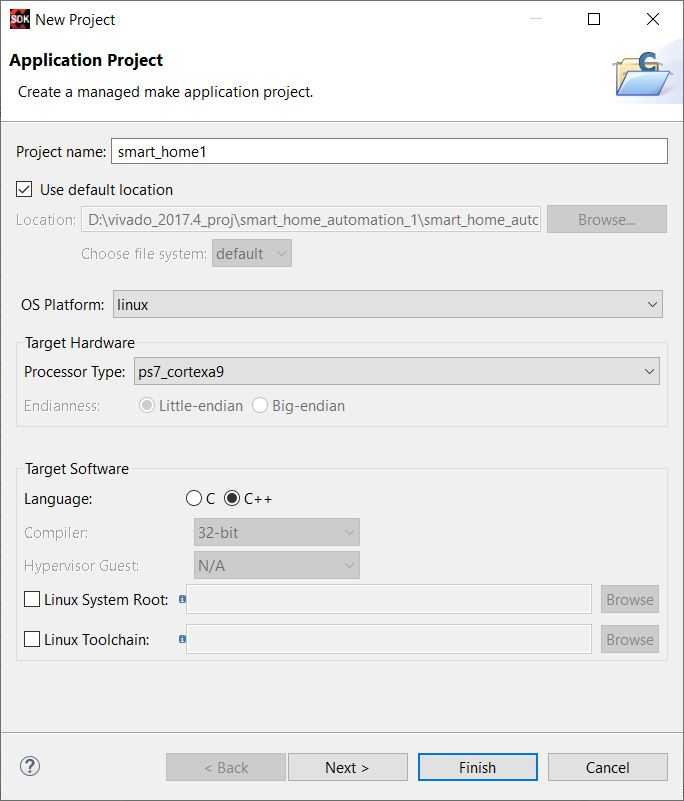 SDK New Project
Application Project
Create a managed make application project.
C
Project name: smart_home1
Use default location
Location: D:\vivado_2017.4_proj\smart_home_automation_1\smart_home_autc Browse...
Choose file system: default
OS Platform: linux
Target Hardware
Processor Type: ps7_cortexa9
Endianness: Little-endian Big-endian
Target Software
Language: C C++
Compiler: 32-bit
Hypervisor Guest: N/A
Linux System Root: i Browse
Linux Toolchain: i Browse
? < Back Next > Finish Cancel